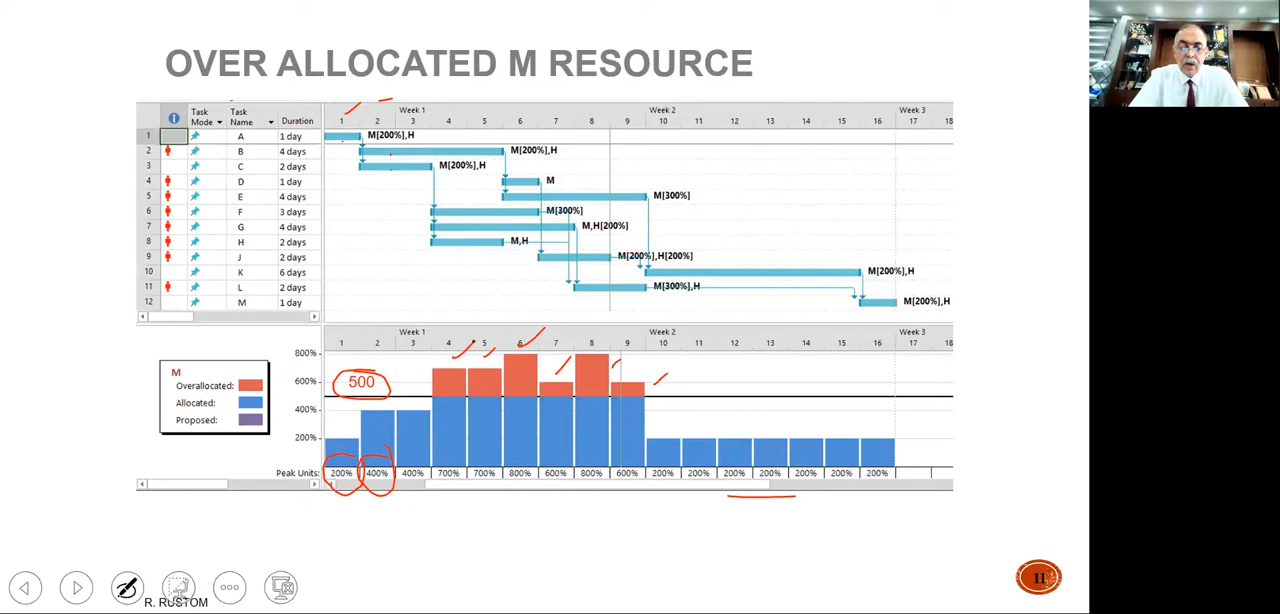 OVER ALLOCATED M RESOURCE
Task Mode Task Name Duration
Week 1 Week 2 Week 3
1 2 3 4 5 6 7 8 9 10 11 12 13 14 15 16 17 18
1 A 1 day M[200%],H
2 B 4 days M[200%],H
3 C 2 days M[200%],H
4 D 1 day M
5 E 4 days M[300%]
6 F 3 days M[300%]
7 G 4 days M,H[200%]
8 H 2 days M,H
9 J 2 days M[200%],H[200%]
10 K 6 days M[200%],H
11 L 2 days M[300%],H
12 M 1 day M[200%],H
Week 1 Week 2 Week 3
1 2 3 4 5 6 7 8 9 10 11 12 13 14 15 16 17 18
800%
600%
400%
200%
500
M
Overallocated:
Allocated:
Proposed:
Peak Units: 200% 400% 400% 700% 700% 800% 600% 800% 600% 200% 200% 200% 200% 200% 200% 200%
11
R. RUSTOM